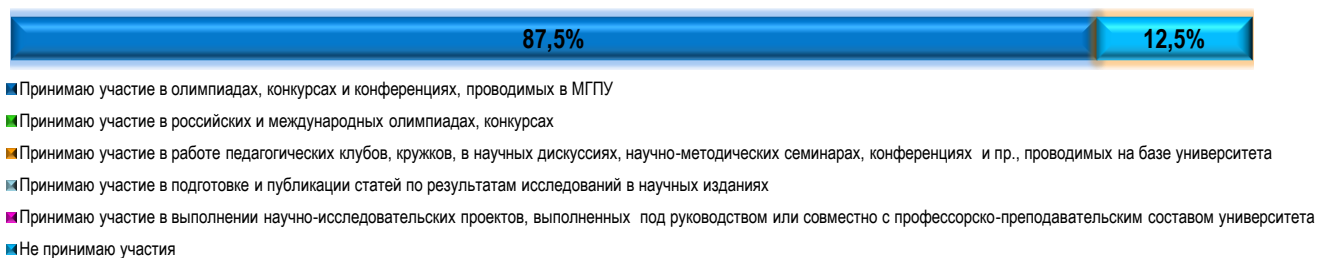 87,5% 12,5%
Принимаю участие в олимпиадах, конкурсах и конференциях, проводимых в МГПУ
Принимаю участие в российских и международных олимпиадах, конкурсах
Принимаю участие в работе педагогических клубов, кружков, в научных дискуссиях, научно-методических семинарах, конференциях и пр., проводимых на базе университета
Принимаю участие в подготовке и публикации статей по результатам исследований в научных изданиях
Принимаю участие в выполнении научно-исследовательских проектов, выполненных под руководством или совместно с профессорско-преподавательским составом университета
Не принимаю участия